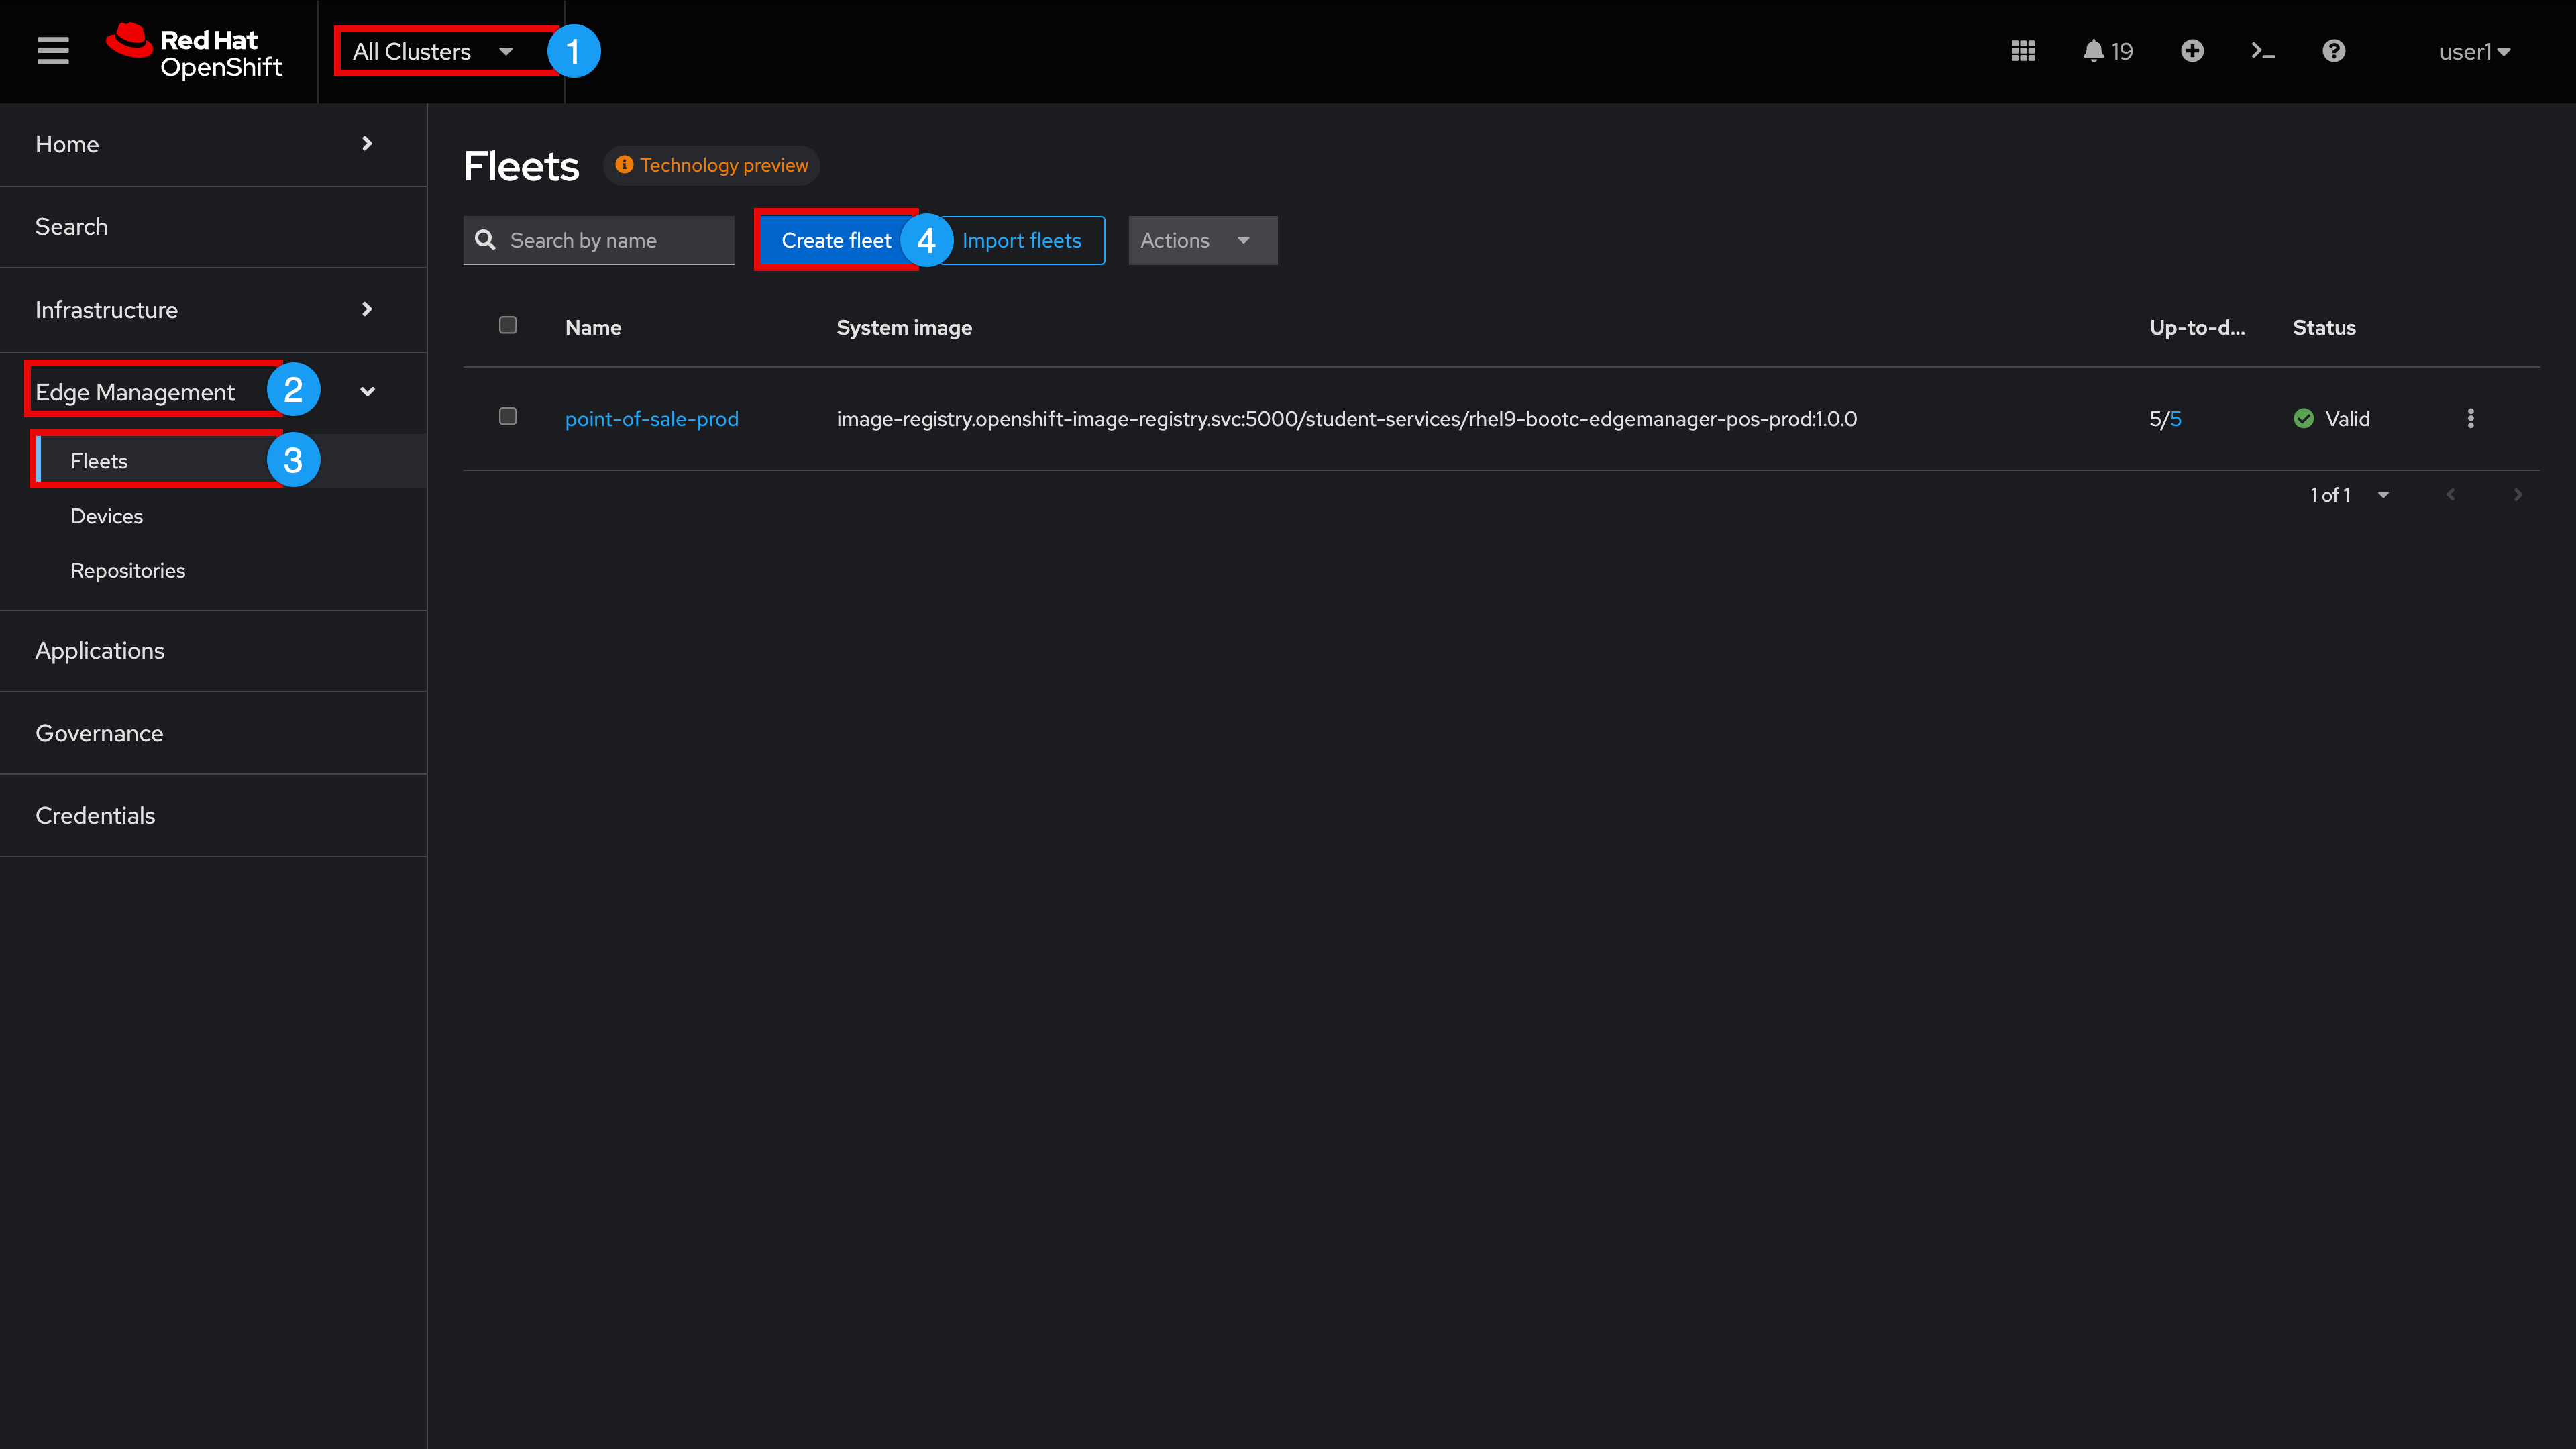 Red Hat
OpenShift
All Clusters
1
19
user1
Home
Search
Infrastructure
Edge Management
2
Fleets
3
Devices
Repositories
Applications
Governance
Credentials
Fleets
Technology preview
Search by name
Create fleet
4
Import fleets
Actions
Name System image Up-to-d... Status
point-of-sale-prod image-registry.openshift-image-registry.svc:5000/student-services/rhel9-bootc-edgemanager-pos-prod:1.0.0 5/5 Valid
1 of 1